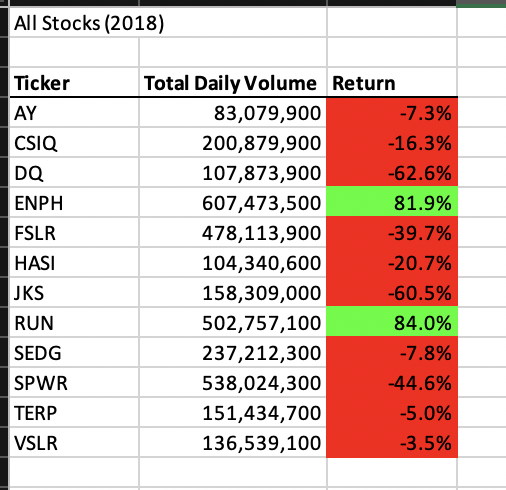 All Stocks (2018)
Ticker Total Daily Volume Return
AY 83,079,900 -7.3%
CSIQ 200,879,900 -16.3%
DQ 107,873,900 -62.6%
ENPH 607,473,500 81.9%
FSLR 478,113,900 -39.7%
HASI 104,340,600 -20.7%
JKS 158,309,000 -60.5%
RUN 502,757,100 84.0%
SEDG 237,212,300 -7.8%
SPWR 538,024,300 -44.6%
TERP 151,434,700 -5.0%
VSLR 136,539,100 -3.5%